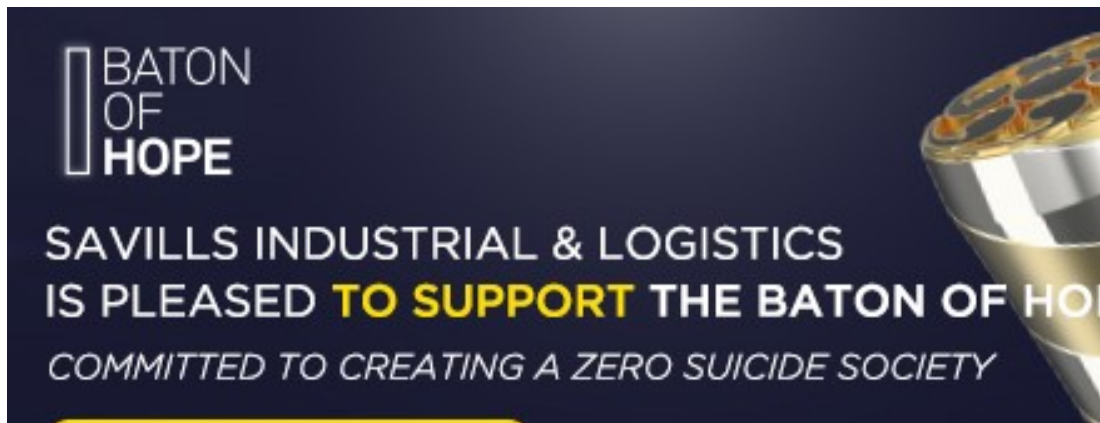 BATON
OF
HOPE
SAVILLS INDUSTRIAL & LOGISTICS
IS PLEASED TO SUPPORT THE BATON OF HO
COMMITTED TO CREATING A ZERO SUICIDE SOCIETY